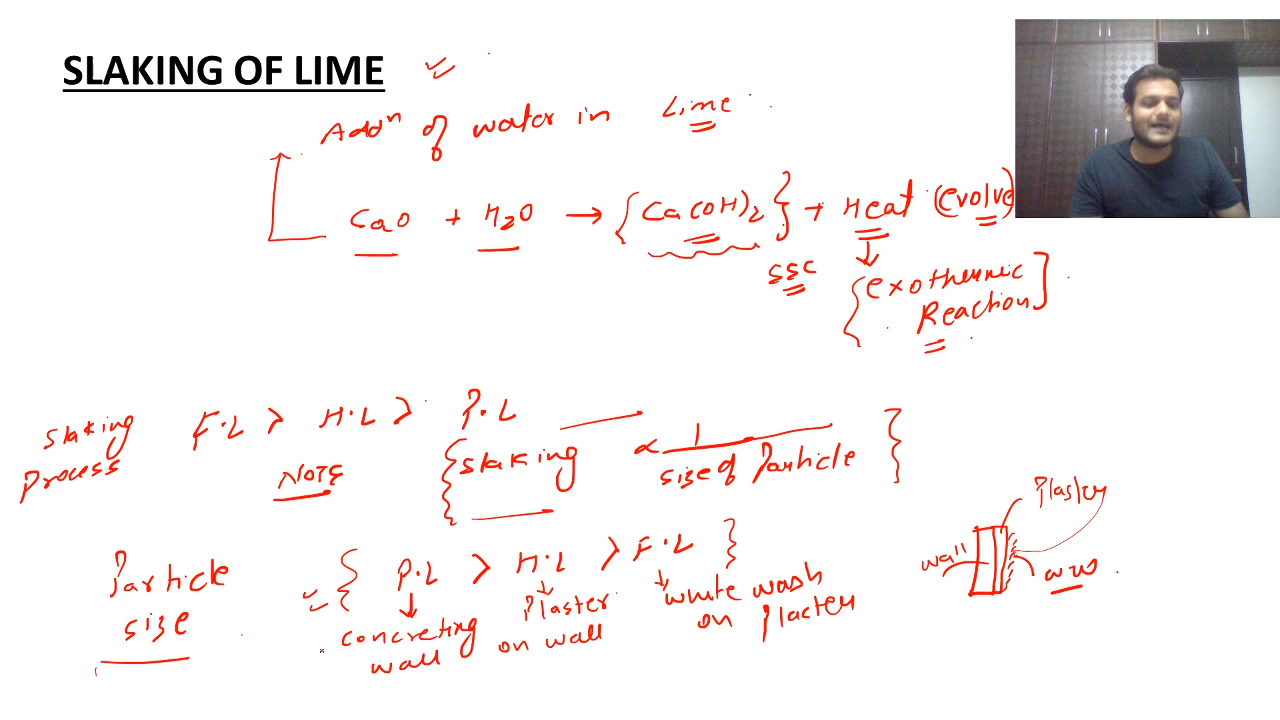 SLAKING OF LIME
Addⁿ of water in Lime
CaO + H₂O → {Ca(OH)₂} + Heat (evolve)
SSC
{exothermic
Reaction}
Slaking process F.L > H.L > P.L
NOTE
{slaking ∝ 1 / size of Particle}
Particle size {P.L > H.L > F.L}
concreting wall
Plaster on wall
white wash on Placter
Plaster
wall
WW